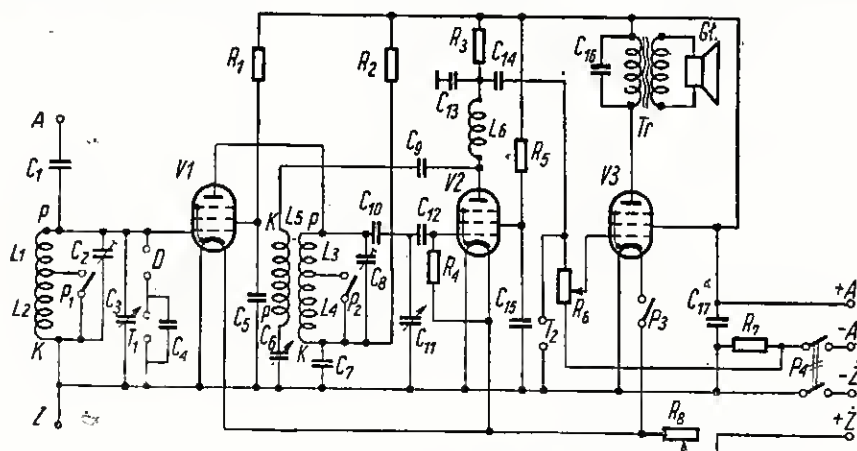 A
C1
P
L1
L2
P1
K
Z
C2
C3
T1
D
C4
V1
R1
C5
K
L5
P
C6
P
L3
L4
K
P2
C7
C8
C9
C10
C11
R2
C12
R4
V2
C13
R3
C14
L6
R5
C15
T2
R6
C16
Tr
Gł.
V3
P3
R8
C17
R7
P4
+A
-A
-Ż
+Ż